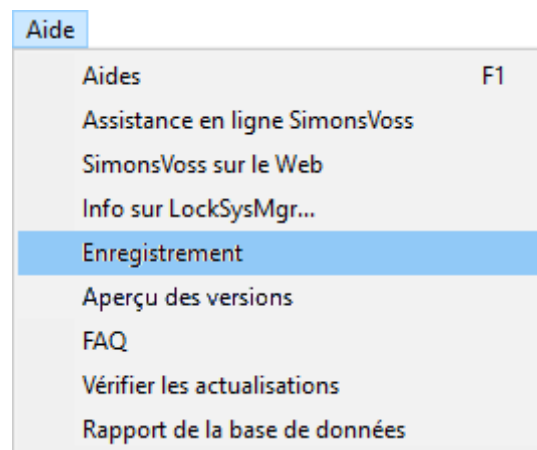 Aide
Aides F1
Assistance en ligne SimonsVoss
SimonsVoss sur le Web
Info sur LockSysMgr...
Enregistrement
Aperçu des versions
FAQ
Vérifier les actualisations
Rapport de la base de données